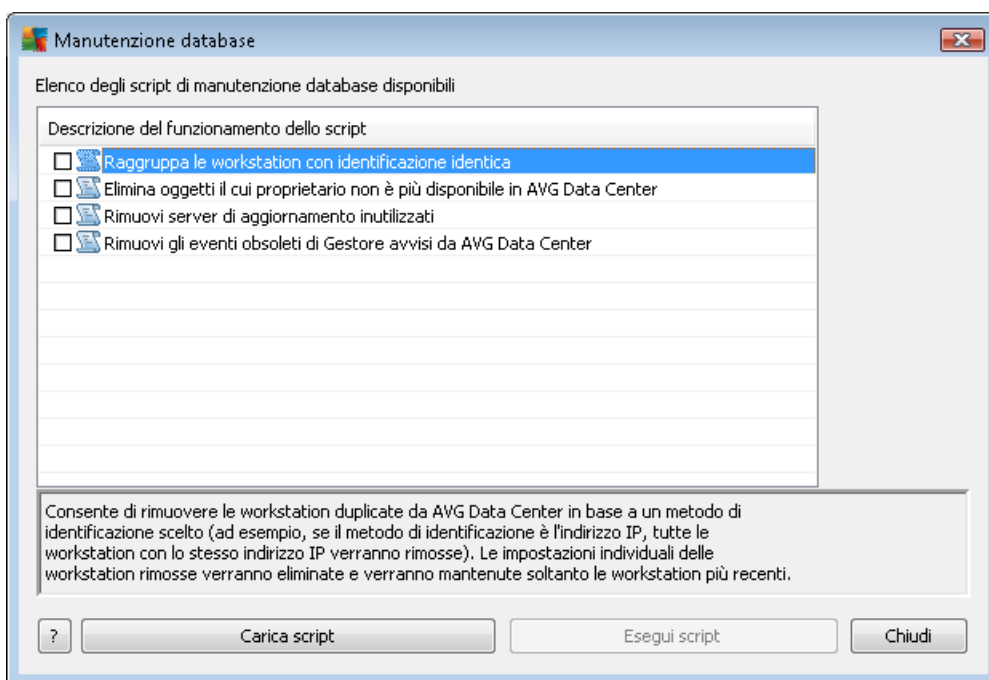 Manutenzione database
Elenco degli script di manutenzione database disponibili
Descrizione del funzionamento dello script
Raggruppa le workstation con identificazione identica
Elimina oggetti il cui proprietario non è più disponibile in AVG Data Center
Rimuovi server di aggiornamento inutilizzati
Rimuovi gli eventi obsoleti di Gestore avvisi da AVG Data Center
Consente di rimuovere le workstation duplicate da AVG Data Center in base a un metodo di
identificazione scelto (ad esempio, se il metodo di identificazione è l'indirizzo IP, tutte le
workstation con lo stesso indirizzo IP verranno rimosse). Le impostazioni individuali delle
workstation rimosse verranno eliminate e verranno mantenute soltanto le workstation più recenti.
? Carica script Esegui script Chiudi